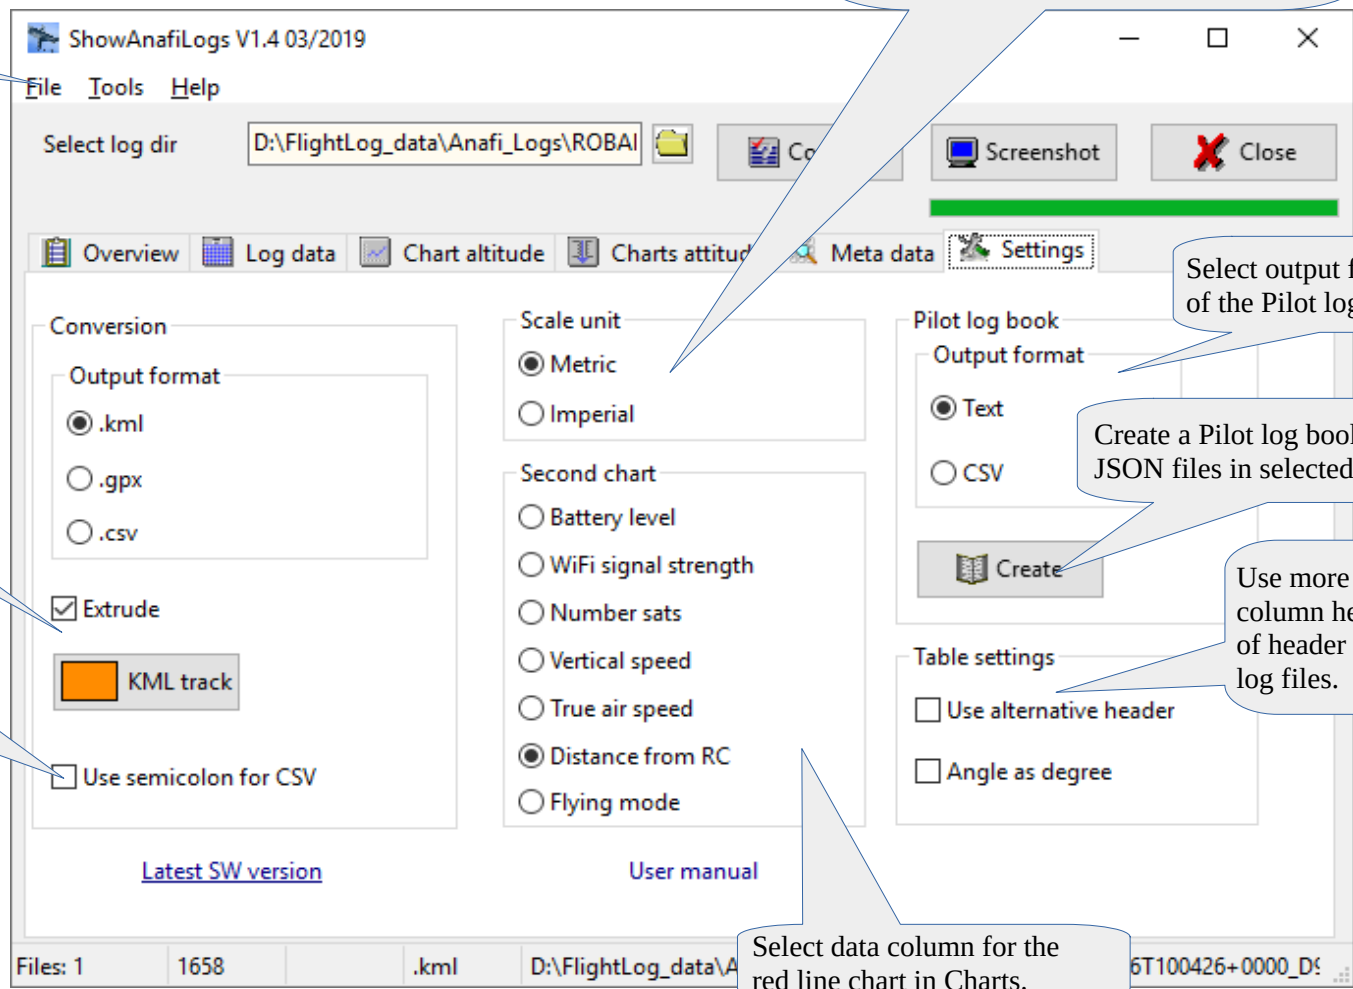 ShowAnafiLogs V1.4 03/2019
File Tools Help
Select log dir D:\FlightLog_data\Anafi_Logs\ROBAI Co Screenshot Close
Overview Log data Chart altitude Charts attitud Meta data Settings
Select output f
of the Pilot log
Conversion
Output format
.kml
.gpx
.csv
Extrude
KML track
Use semicolon for CSV
Latest SW version
Scale unit
Metric
Imperial
Second chart
Battery level
WiFi signal strength
Number sats
Vertical speed
True air speed
Distance from RC
Flying mode
User manual
Pilot log book
Output format
Text
CSV
Create a Pilot log book
JSON files in selected
Create
Use more
column he
of header
log files.
Table settings
Use alternative header
Angle as degree
Select data column for the
red line chart in Charts.
Files: 1 1658 .kml D:\FlightLog_data\A 6T100426+0000_D9